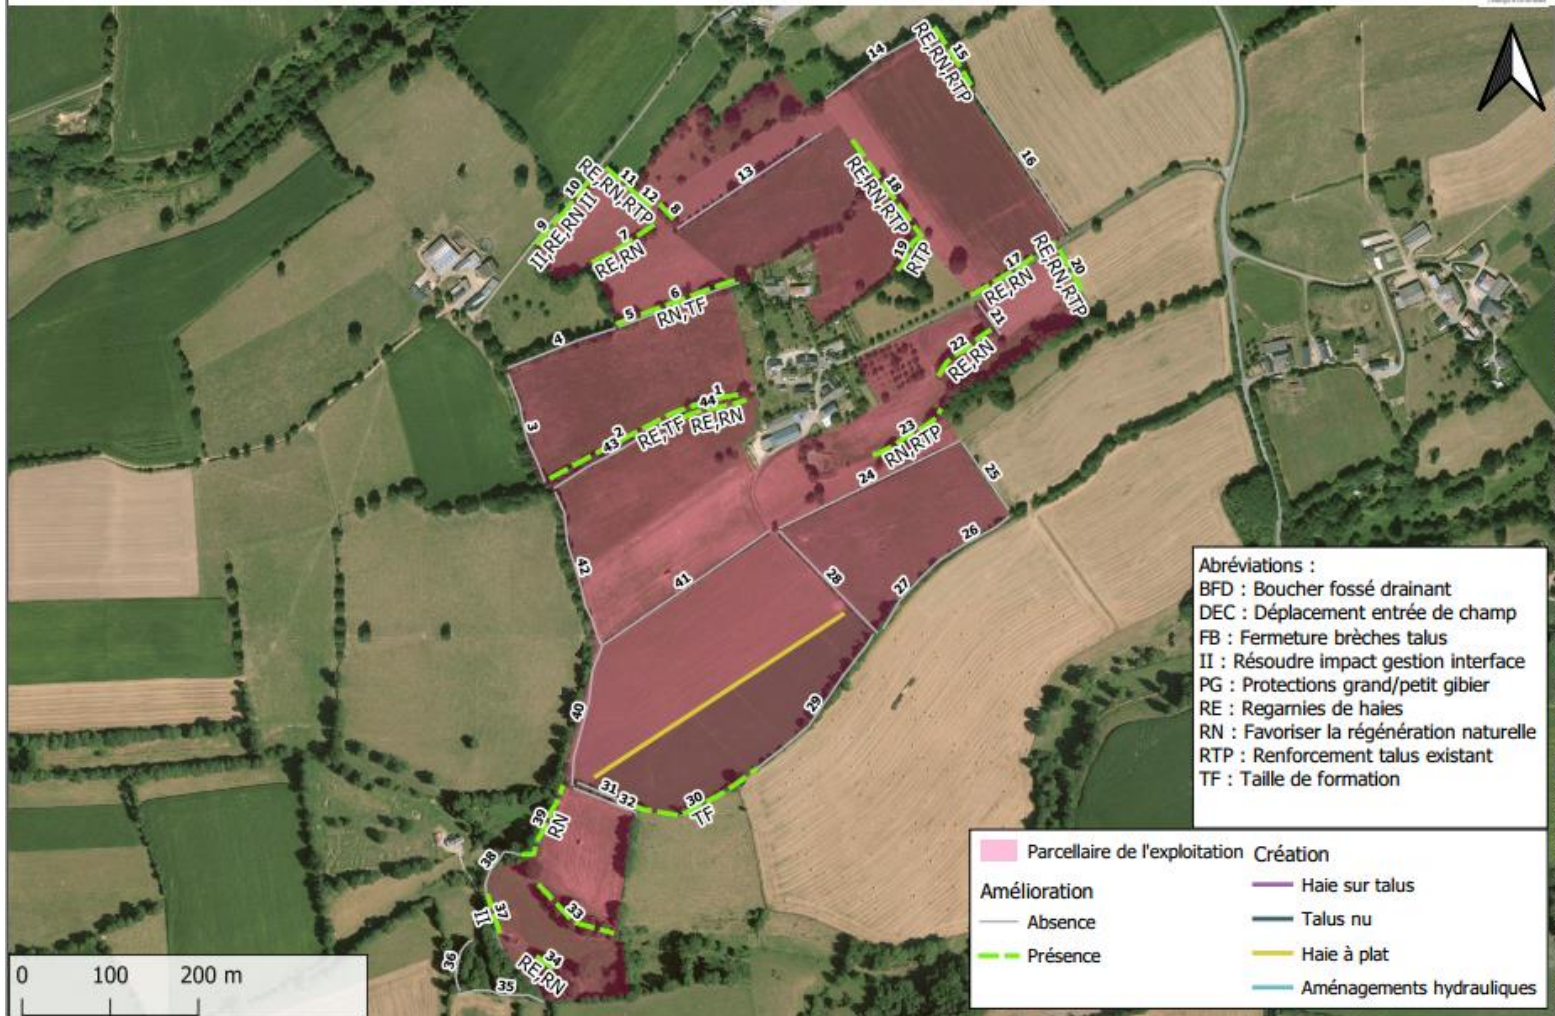 14
15
RE,RN,RTP
16
13
18
RE,RN,RTP
19
RTP
10
11
12
8
RE,RN,RTP
9
II,RE,RN
II
7
RE,RN
6
5
RN,TF
4
17
RE,RN
20
RE,RN,RTP
21
22
RE,RN
3
1
44
2
43
RE,TF
RE,RN
23
RN,RTP
24
25
26
27
28
42
41
40
29
30
TF
31
32
39
RN
38
37
II
33
34
RE,RN
36
35
Abréviations :
BFD : Boucher fossé drainant
DEC : Déplacement entrée de champ
FB : Fermeture brèches talus
II : Résoudre impact gestion interface
PG : Protections grand/petit gibier
RE : Regarnies de haies
RN : Favoriser la régénération naturelle
RTP : Renforcement talus existant
TF : Taille de formation
Parcellaire de l'exploitation
Amélioration
Absence
Présence
Création
Haie sur talus
Talus nu
Haie à plat
Aménagements hydrauliques
0 100 200 m